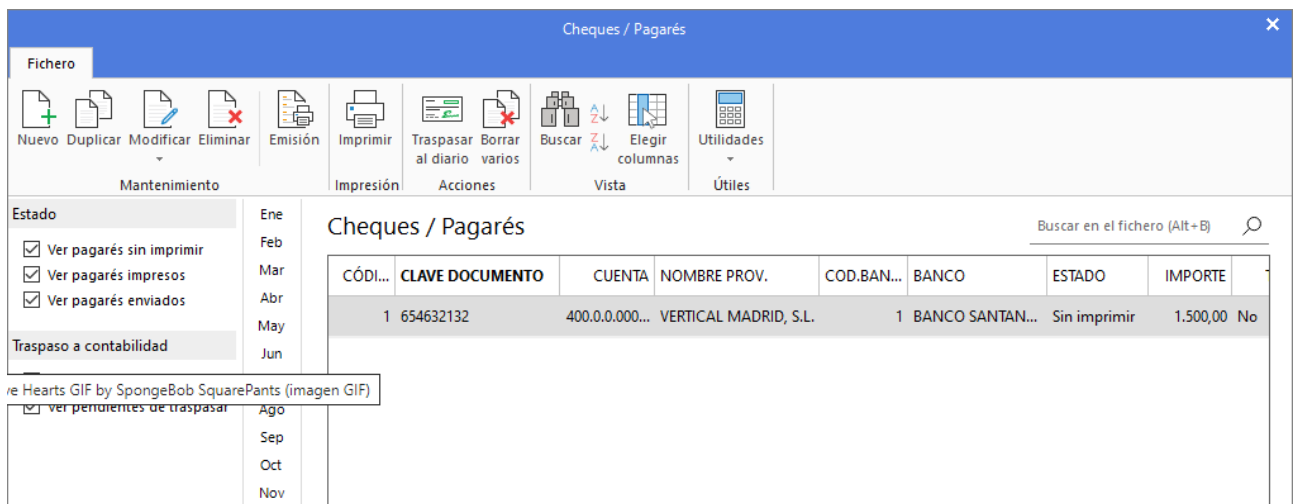 Cheques / Pagarés
Fichero
Nuevo Duplicar Modificar Eliminar Emisión Imprimir Traspasar al diario Borrar varios Buscar Elegir columnas Utilidades
Mantenimiento Impresión Acciones Vista Útiles
Estado
Ver pagarés sin imprimir
Ver pagarés impresos
Ver pagarés enviados
Traspaso a contabilidad
ve Hearts GIF by SpongeBob SquarePants (imagen GIF)
Ver pendientes de traspasar
Ene
Feb
Mar
Abr
May
Jun
Ago
Sep
Oct
Nov
Cheques / Pagarés
Buscar en el fichero (Alt+B)
CÓDI... CLAVE DOCUMENTO CUENTA NOMBRE PROV. COD.BAN... BANCO ESTADO IMPORTE
1 654632132 400.0.0.000... VERTICAL MADRID, S.L. 1 BANCO SANTAN... Sin imprimir 1.500,00 No